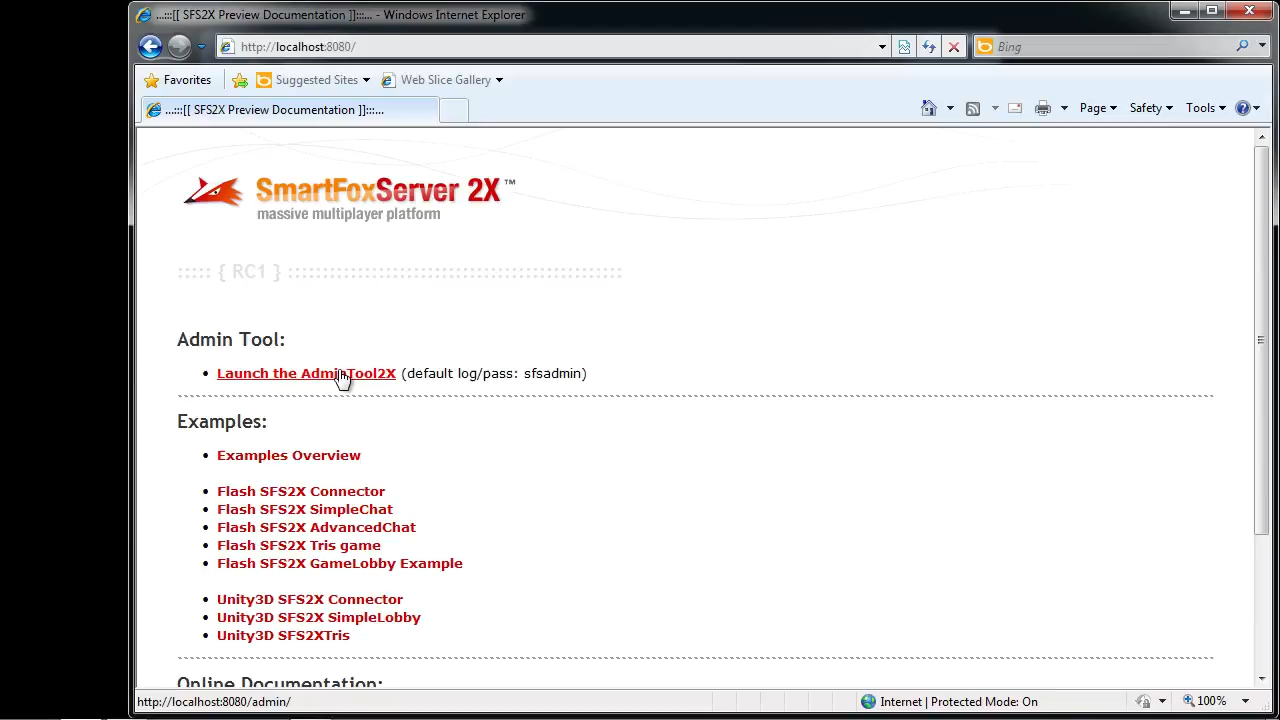 ...:::[[ SFS2X Preview Documentation ]]:::... - Windows Internet Explorer
http://localhost:8080/
Bing
Favorites
Suggested Sites
Web Slice Gallery
...:::[[ SFS2X Preview Documentation ]]:::...
Page
Safety
Tools
SmartFoxServer 2X™
massive multiplayer platform
::::: { RC1 } ::::::::::::::::::::::::::::::::::::::::::::::::
Admin Tool:
• Launch the AdminTool2X (default log/pass: sfsadmin)
Examples:
• Examples Overview
• Flash SFS2X Connector
• Flash SFS2X SimpleChat
• Flash SFS2X AdvancedChat
• Flash SFS2X Tris game
• Flash SFS2X GameLobby Example
• Unity3D SFS2X Connector
• Unity3D SFS2X SimpleLobby
• Unity3D SFS2XTris
Online Documentation:
http://localhost:8080/admin/
Internet | Protected Mode: On
100%